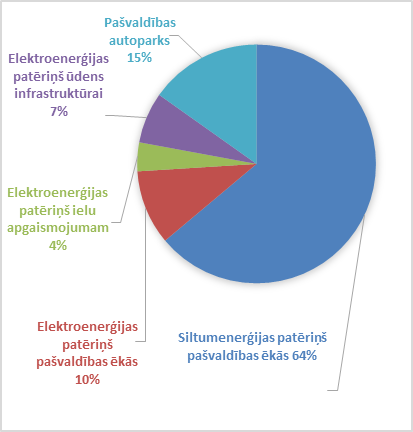 Pašvaldības
autoparks
15%
Elektroenerģijas
patēriņš ūdens
infrastruktūrai
7%
Elektroenerģijas
patēriņš ielu
apgaismojumam
4%
Elektroenerģijas
patēriņš
pašvaldības ēkās
10%
Siltumenerģijas patēriņš
pašvaldības ēkās 64%